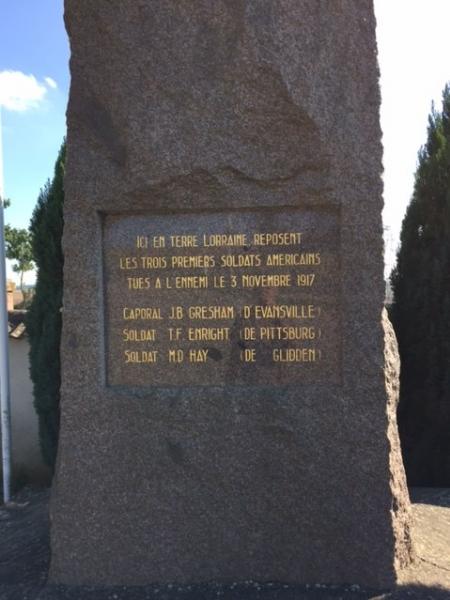 ICI EN TERRE LORRAINE REPOSENT
LES TROIS PREMIERS SOLDATS AMERICAINS
TUES A L'ENNEMI LE 3 NOVEMBRE 1917
CAPORAL J.B GRESHAM (D'EVANSVILLE)
SOLDAT T.F. ENRIGHT (DE PITTSBURG)
SOLDAT M.D HAY (DE GLIDDEN)